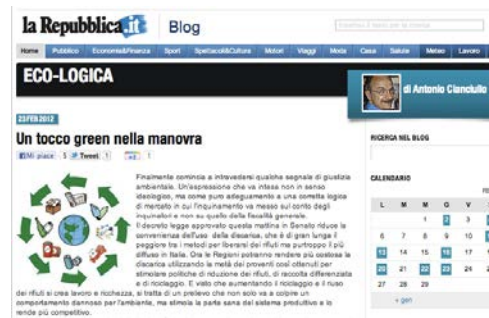 la Repubblica.it
Blog
Home Pubblico Economia&Finanza Sport Spettacoli&Cultura Motori Viaggi Moda Casa Salute Meteo Lavoro
ECO-LOGICA
di Antonio Cianciullo
23 FEB 2012
Un tocco green nella manovra
Mi piace 5 Tweet 1 1
Finalmente comincia a intravedersi qualche segnale di giustizia
ambientale. Un'espressione che va intesa non in senso
ideologico, ma come puro adeguamento a una corretta logica
di mercato in cui l'inquinamento va messo sul conto degli
inquinatori e non su quello della fiscalità generale.
Il decreto legge approvato questa mattina in Senato riduce la
convenienza dell'uso della discarica, che è di gran lunga il
peggiore tra i metodi per liberarsi dei rifiuti ma purtroppo il più
diffuso in Italia. Ora le Regioni potranno rendere più costosa la
discarica utilizzando la metà dei proventi così ottenuti per
stimolare politiche di riduzione dei rifiuti, di raccolta differenziata
e di riciclaggio. E visto che aumentando il riciclaggio e il riuso
dei rifiuti si crea lavoro e ricchezza, si tratta di un prelievo che non solo va a colpire un
comportamento dannoso per l'ambiente, ma stimola la parte sana del sistema produttivo e lo
rende più competitivo.
RICERCA NEL BLOG
CALENDARIO
L M M G V
1 2 3
6 7 8 9 10
13 14 15 16 17
20 21 22 23 24
27 28 29
« gen